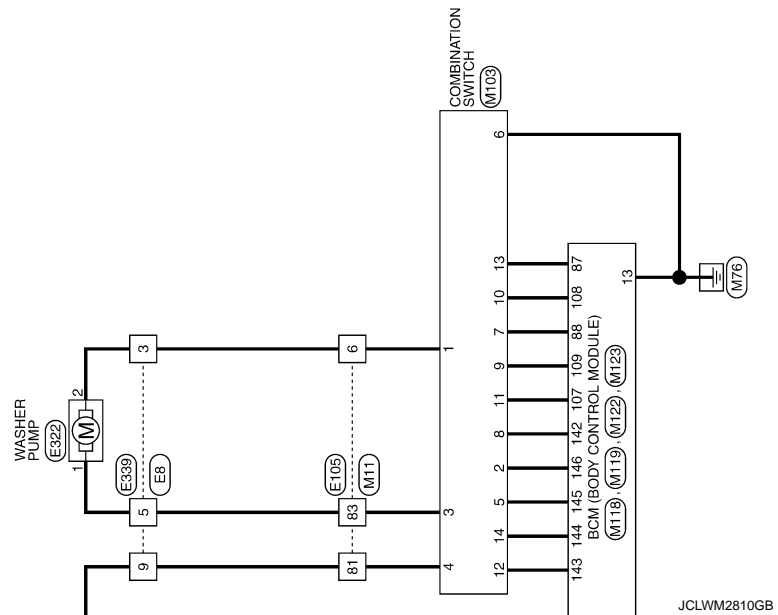 COMBINATION
SWITCH
M103
6
WASHER
PUMP
E322
M
1
2
13
10
7
9
11
8
2
5
14
12
87
108
88
109
107
142
146
145
144
143
BCM (BODY CONTROL MODULE)
M118, M119, M122, M123
13
M76
3
6
1
E339
E8
E105
M11
5
83
3
9
81
4
JCLWM2810GB